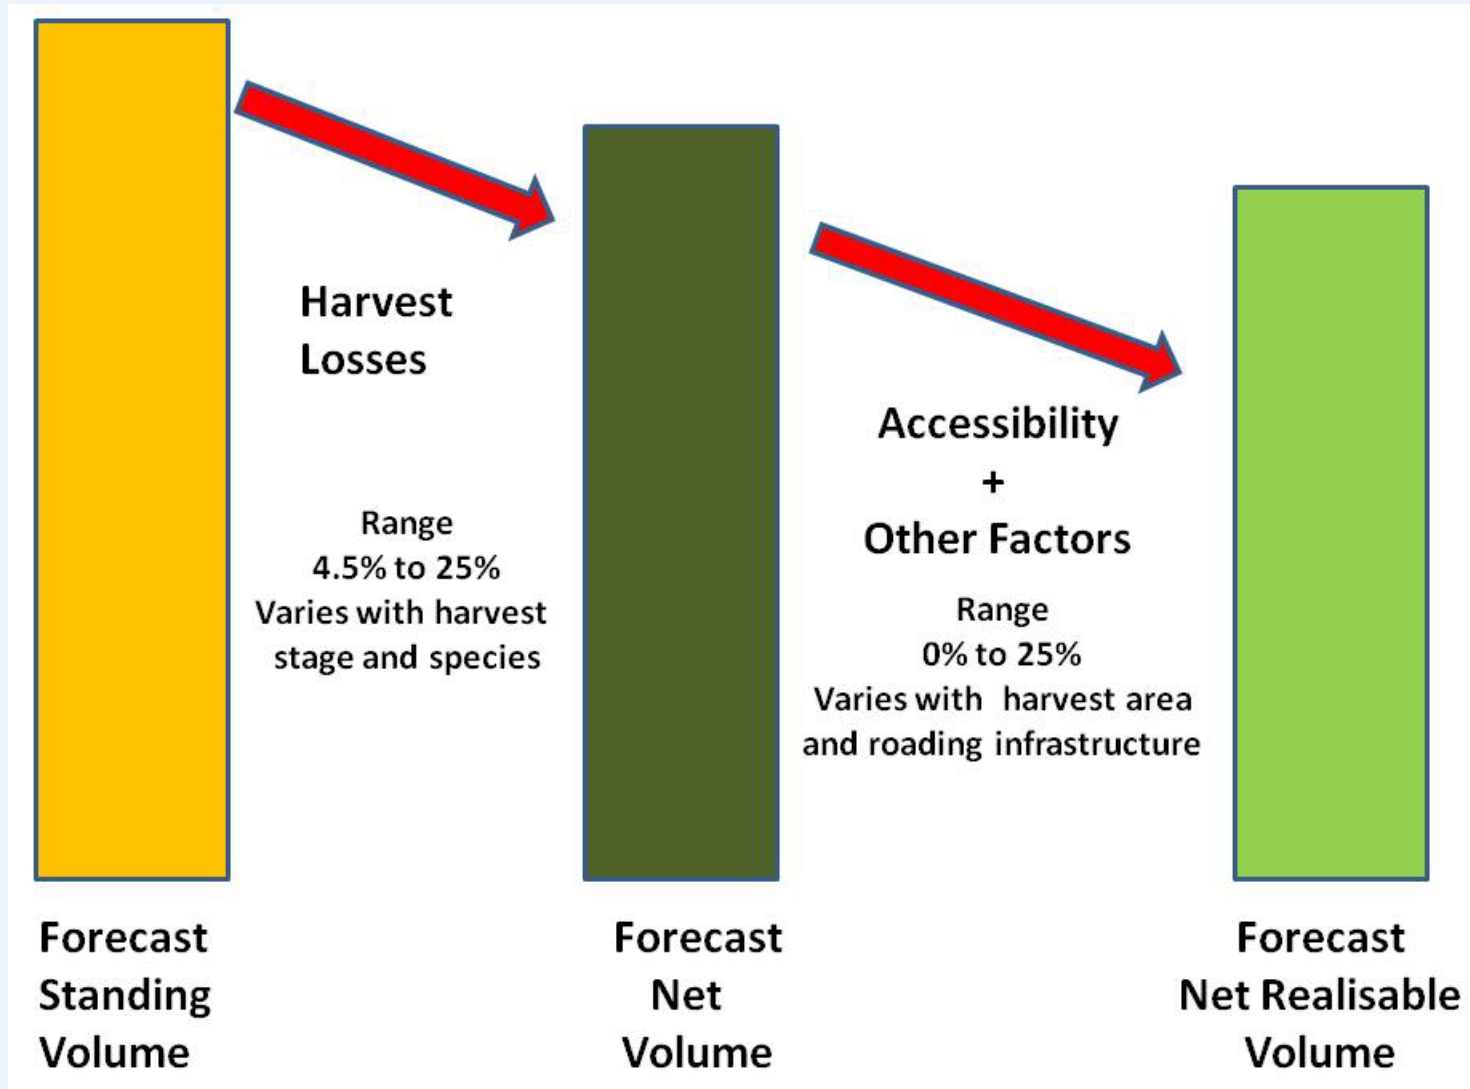 Harvest
Losses
Range
4.5% to 25%
Varies with harvest
stage and species
Accessibility
+
Other Factors
Range
0% to 25%
Varies with harvest area
and roading infrastructure
Forecast
Standing
Volume
Forecast
Net
Volume
Forecast
Net Realisable
Volume